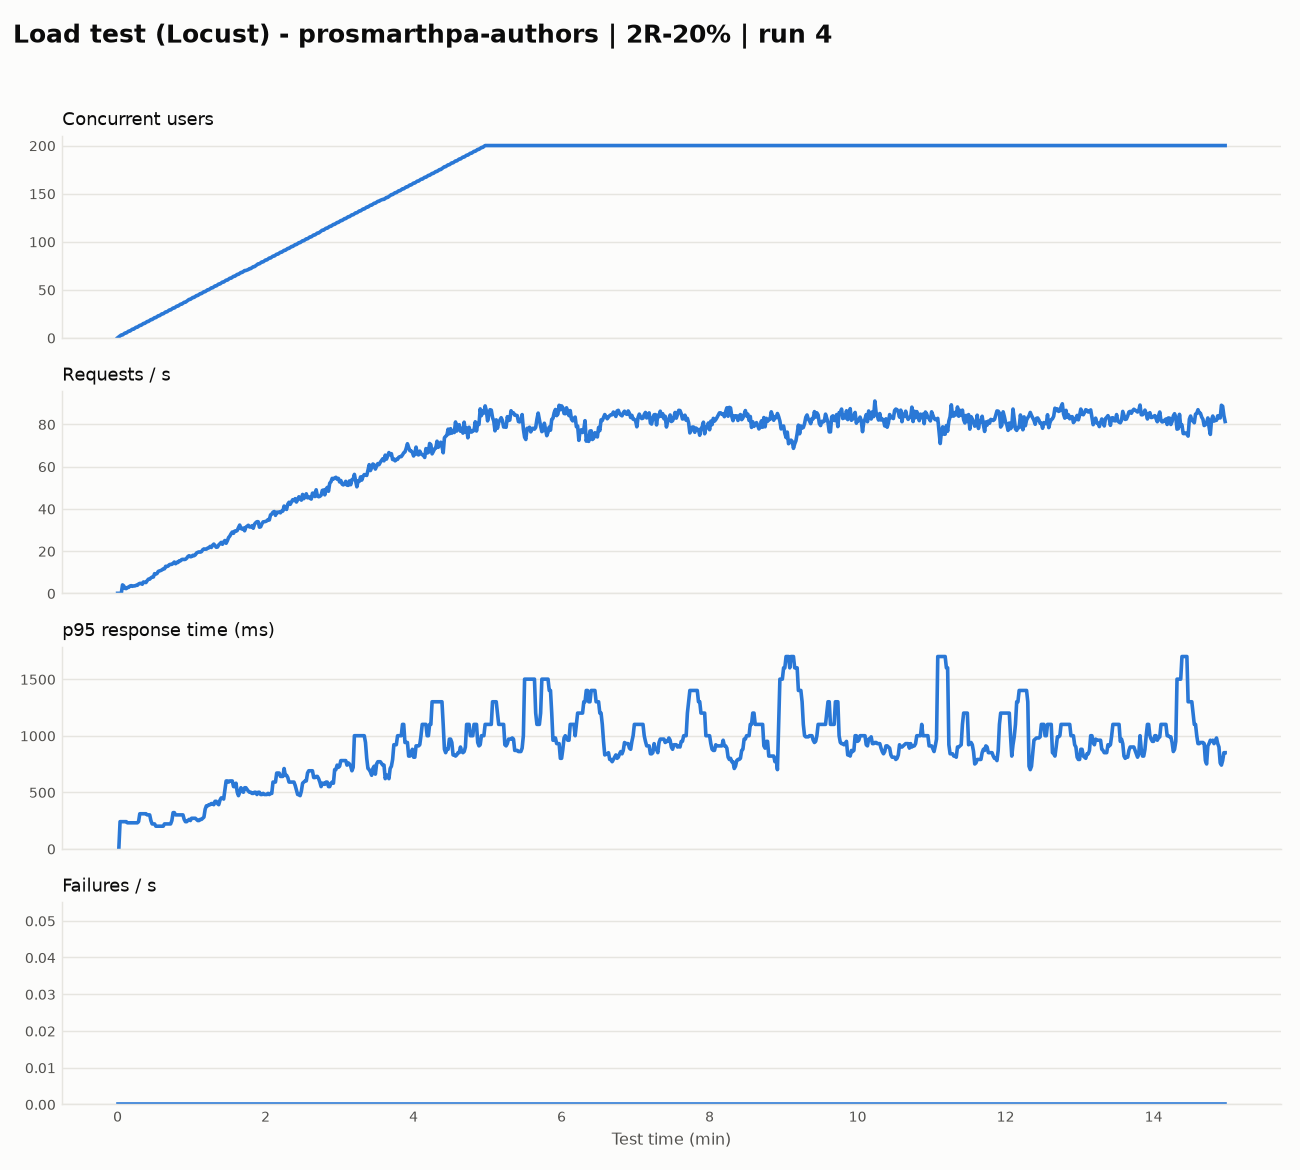 Load test (Locust) - prosmarthpa-authors | 2R-20% | run 4
Concurrent users
200
150
100
50
0
Requests / s
80
60
40
20
0
p95 response time (ms)
1500
1000
500
0
Failures / s
0.05
0.04
0.03
0.02
0.01
0.00
0 2 4 6 8 10 12 14
Test time (min)